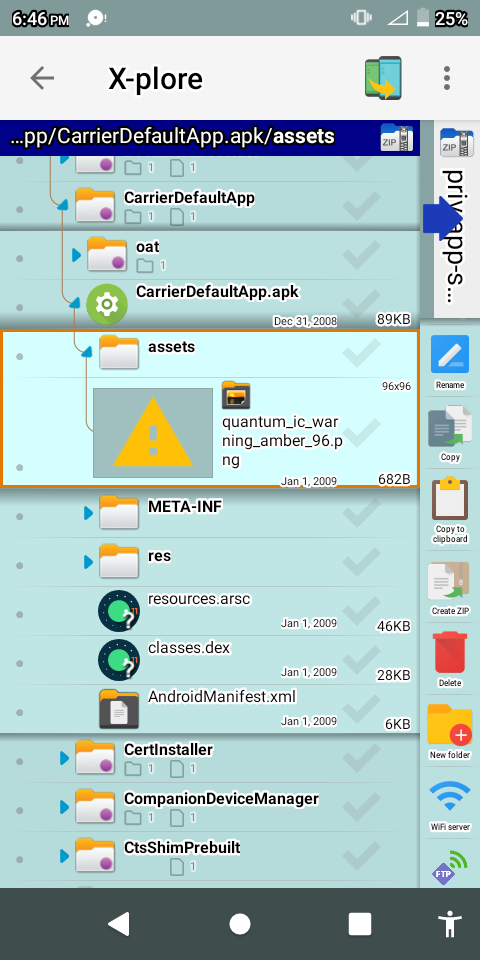 6:46 PM
25%
X-plore
...pp/CarrierDefaultApp.apk/assets
ZIP
ZIP
priv-app-s...
1
1
CarrierDefaultApp
1
1
oat
1
CarrierDefaultApp.apk
Dec 31, 2008
89KB
assets
96x96
quantum_ic_war
ning_amber_96.p
ng
Jan 1, 2009
682B
META-INF
res
resources.arsc
Jan 1, 2009
46KB
classes.dex
Jan 1, 2009
28KB
AndroidManifest.xml
Jan 1, 2009
6KB
CertInstaller
1
1
CompanionDeviceManager
1
1
CtsShimPrebuilt
1
Rename
Copy
Copy to
clipboard
Create ZIP
Delete
New folder
WiFi server
FTP